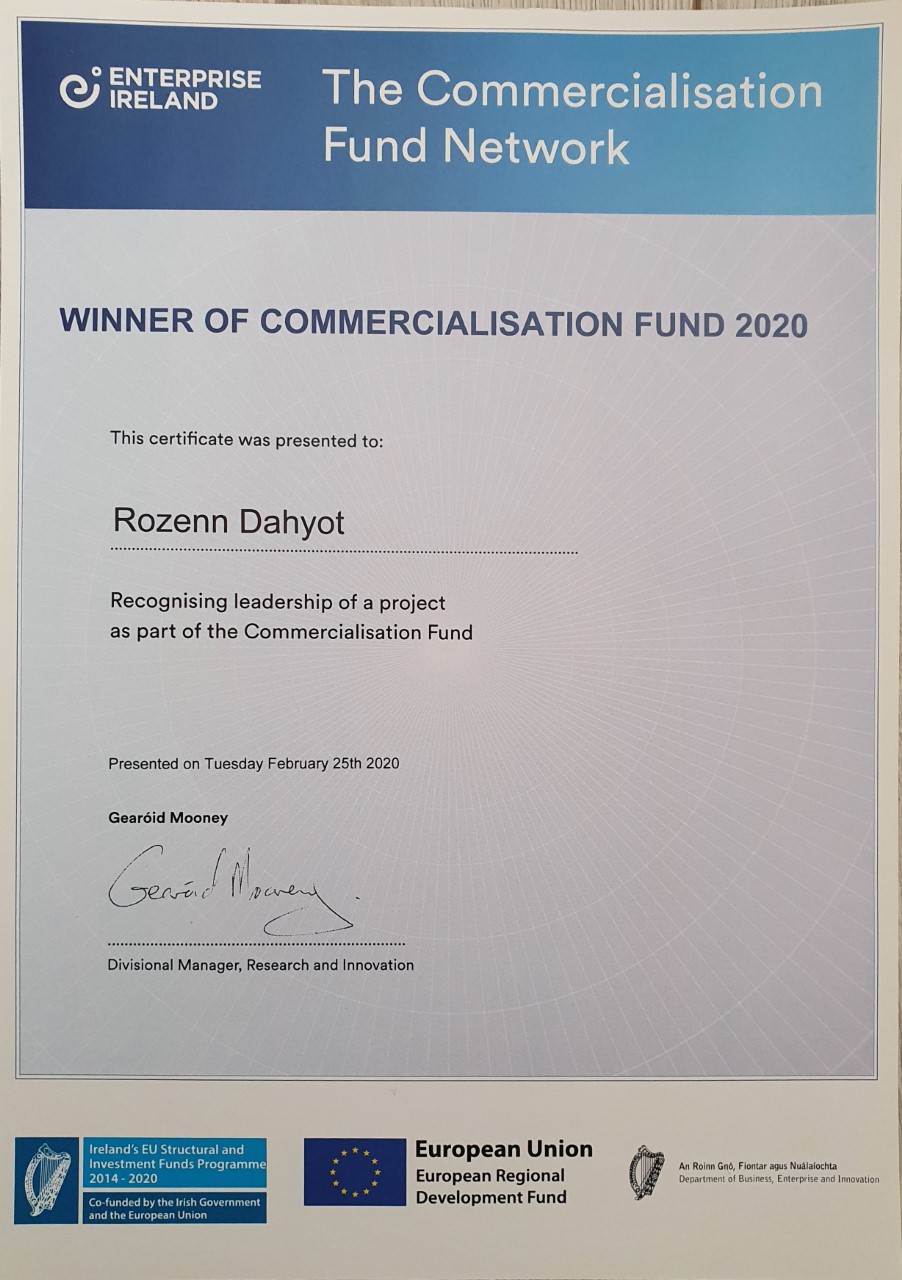 ENTERPRISE
IRELAND
The Commercialisation
Fund Network
WINNER OF COMMERCIALISATION FUND 2020
This certificate was presented to:
Rozenn Dahyot
Recognising leadership of a project
as part of the Commercialisation Fund
Presented on Tuesday February 25th 2020
Gearóid Mooney
Gearóid Mooney
Divisional Manager, Research and Innovation
Ireland's EU Structural and
Investment Funds Programme
2014 - 2020
Co-funded by the Irish Government
and the European Union
European Union
European Regional
Development Fund
An Roinn Gnó, Fiontar agus Nuálaíochta
Department of Business, Enterprise and Innovation